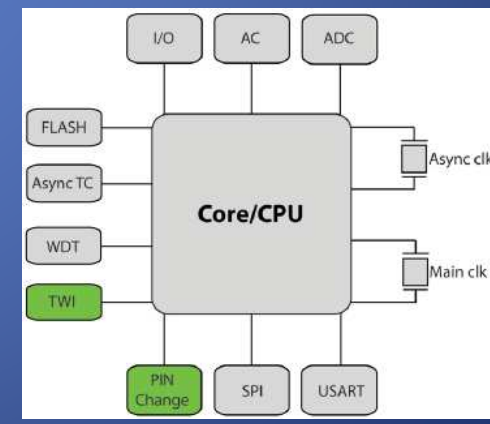 I/O
AC
ADC
FLASH
Async clk
Async TC
Core/CPU
WDT
Main clk
TWI
PIN
Change
SPI
USART